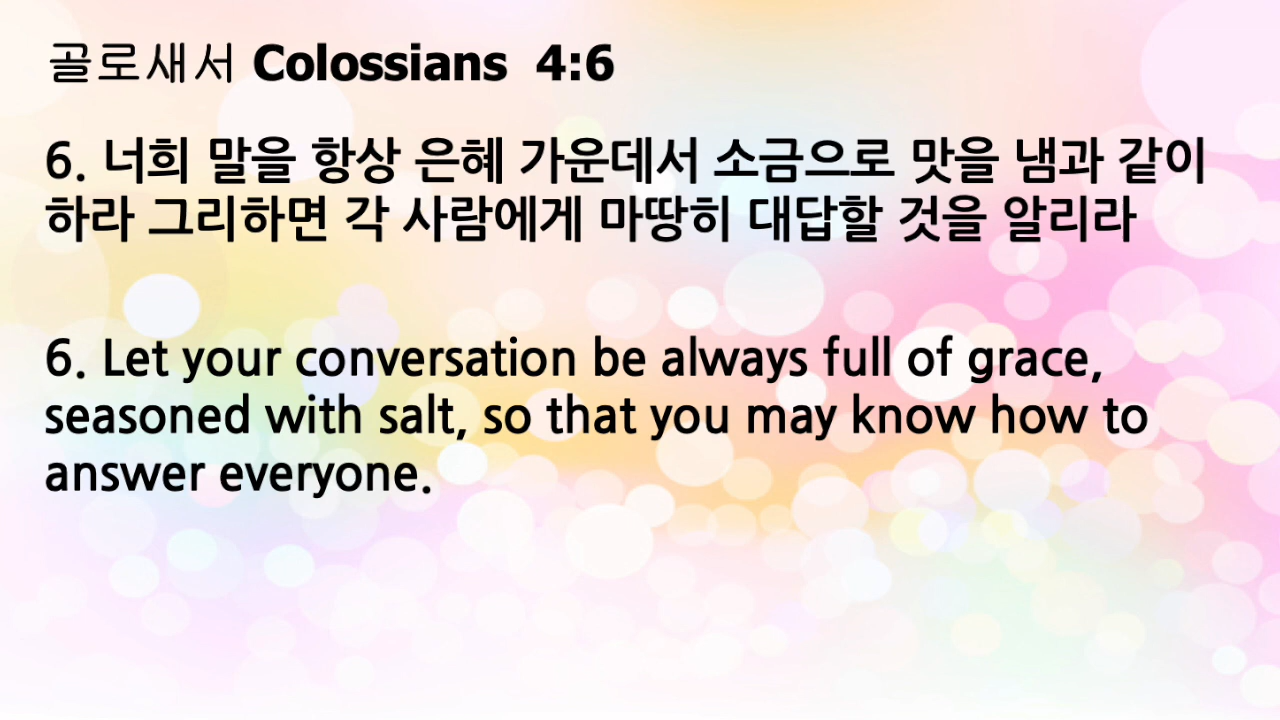 골로새서 Colossians 4:6
6. 너희 말을 항상 은혜 가운데서 소금으로 맛을 냄과 같이
하라 그리하면 각 사람에게 마땅히 대답할 것을 알리라
6. Let your conversation be always full of grace,
seasoned with salt, so that you may know how to
answer everyone.